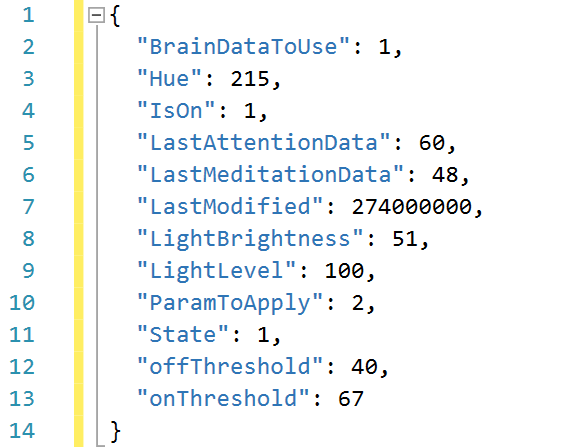 1 {
2 "BrainDataToUse": 1,
3 "Hue": 215,
4 "IsOn": 1,
5 "LastAttentionData": 60,
6 "LastMeditationData": 48,
7 "LastModified": 274000000,
8 "LightBrightness": 51,
9 "LightLevel": 100,
10 "ParamToApply": 2,
11 "State": 1,
12 "offThreshold": 40,
13 "onThreshold": 67
14 }